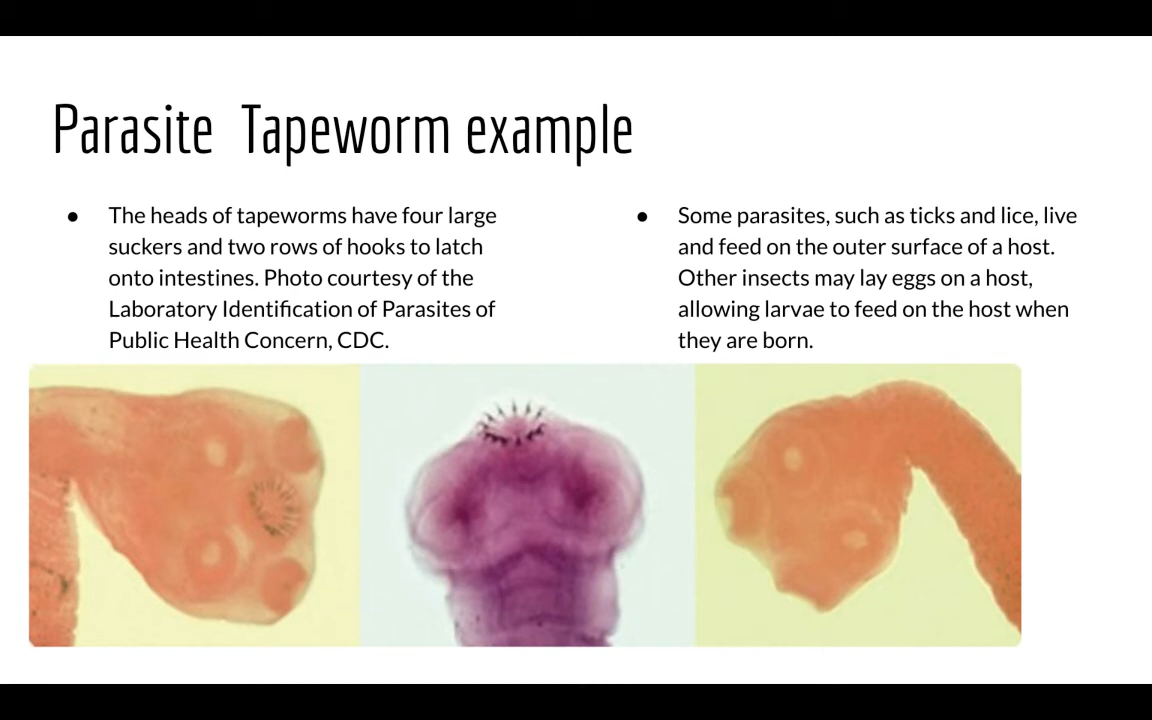 Parasite  Tapeworm example
● The heads of tapeworms have four large
suckers and two rows of hooks to latch
onto intestines. Photo courtesy of the
Laboratory Identification of Parasites of
Public Health Concern, CDC.
● Some parasites, such as ticks and lice, live
and feed on the outer surface of a host.
Other insects may lay eggs on a host,
allowing larvae to feed on the host when
they are born.